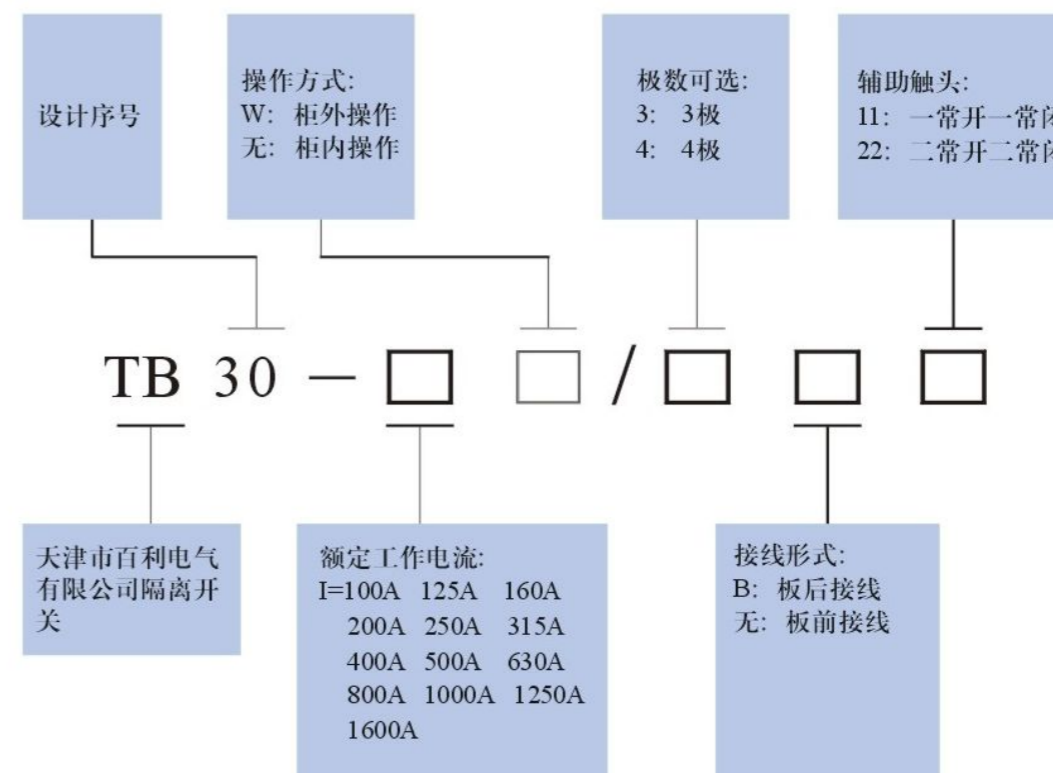 设计序号
操作方式:
W: 柜外操作
无: 柜内操作
极数可选:
3: 3极
4: 4极
辅助触头:
11: 一常开一常闭
22: 二常开二常闭
TB 30 — □ □ / □ □ □
天津市百利电气
有限公司隔离开
关
额定工作电流:
I=100A 125A 160A
200A 250A 315A
400A 500A 630A
800A 1000A 1250A
1600A
接线形式:
B: 板后接线
无: 板前接线